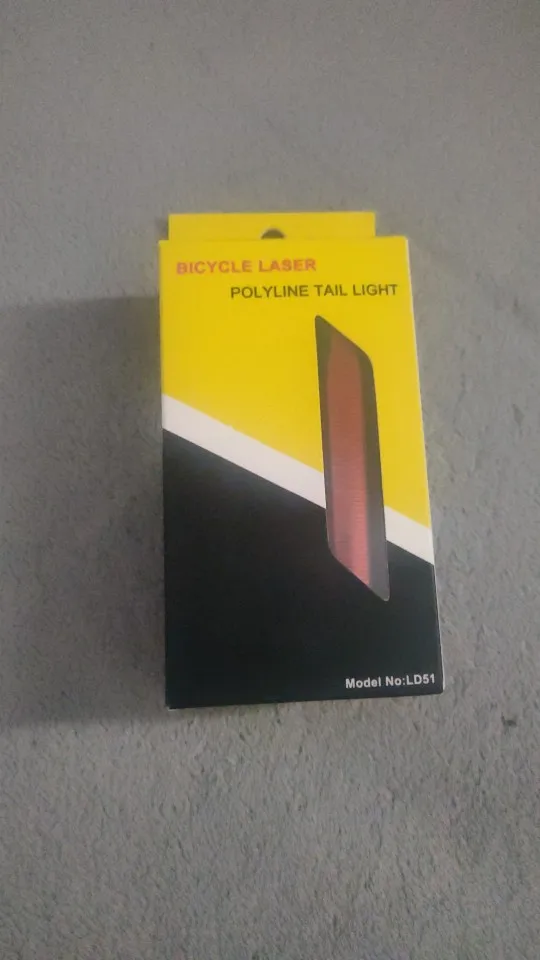 BICYCLE LASER
POLYLINE TAIL LIGHT
Model No:LD51